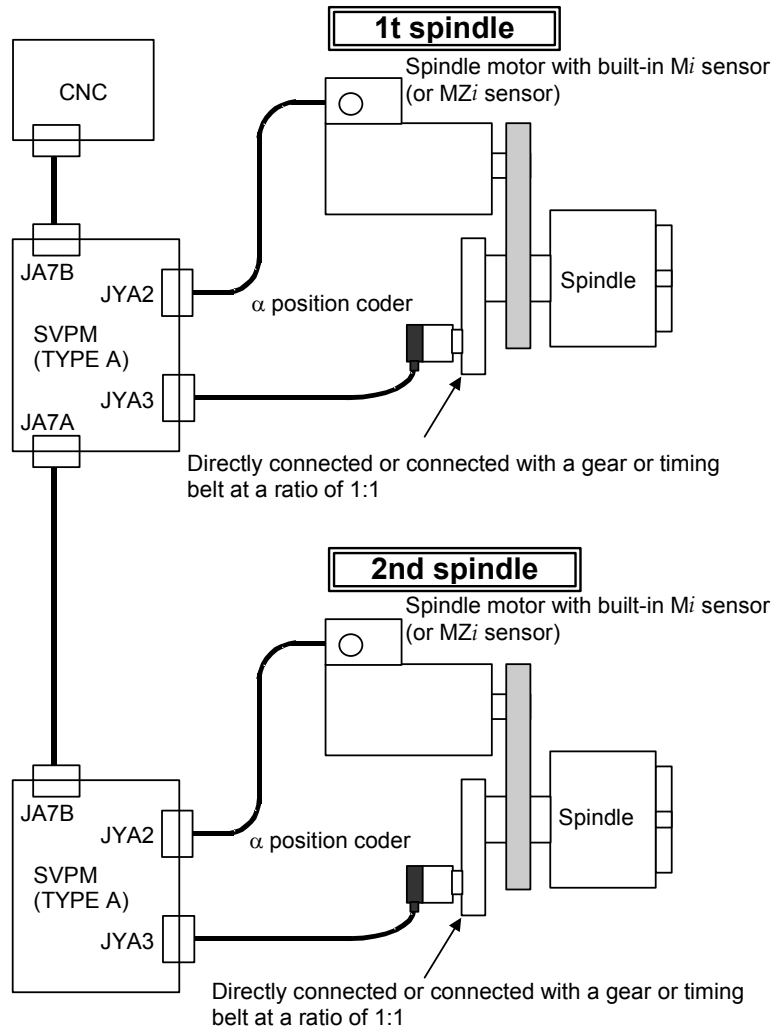 1t spindle
Spindle motor with built-in Mi sensor
(or MZi sensor)
CNC
JA7B
JYA2
α position coder
Spindle
SVPM
(TYPE A)
JYA3
JA7A
Directly connected or connected with a gear or timing
belt at a ratio of 1:1
2nd spindle
Spindle motor with built-in Mi sensor
(or MZi sensor)
JA7B
JYA2
α position coder
Spindle
SVPM
(TYPE A)
JYA3
Directly connected or connected with a gear or timing
belt at a ratio of 1:1